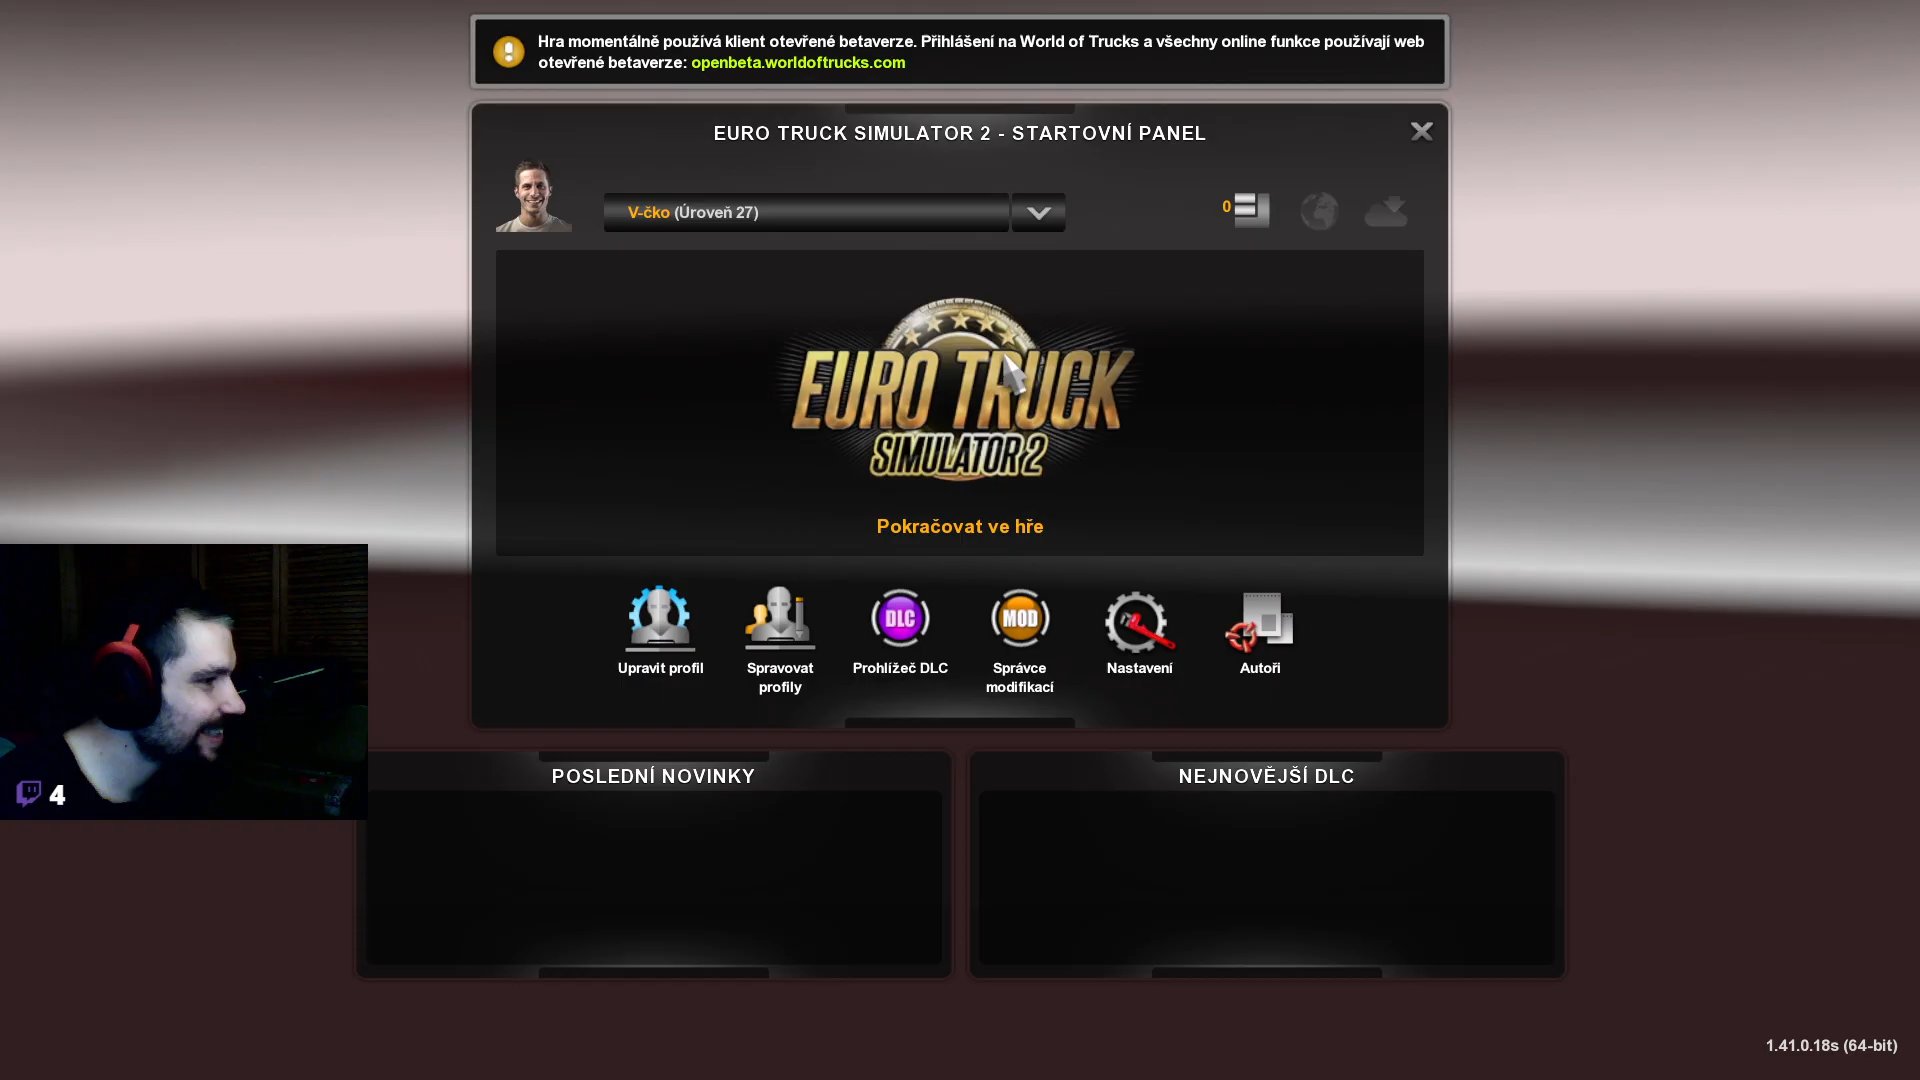 Hra momentálně používá klient otevřené betaverze. Přihlášení na World of Trucks a všechny online funkce používají web
otevřené betaverze: openbeta.worldoftrucks.com
EURO TRUCK SIMULATOR 2 - STARTOVNÍ PANEL
V-čko (Úroveň 27)
0
EURO TRUCK
SIMULATOR 2
Pokračovat ve hře
DLC
MOD
Upravit profil
Spravovat
profily
Prohlížeč DLC
Správce
modifikací
Nastavení
Autoři
4
POSLEDNÍ NOVINKY
NEJNOVĚJŠÍ DLC
1.41.0.18s (64-bit)